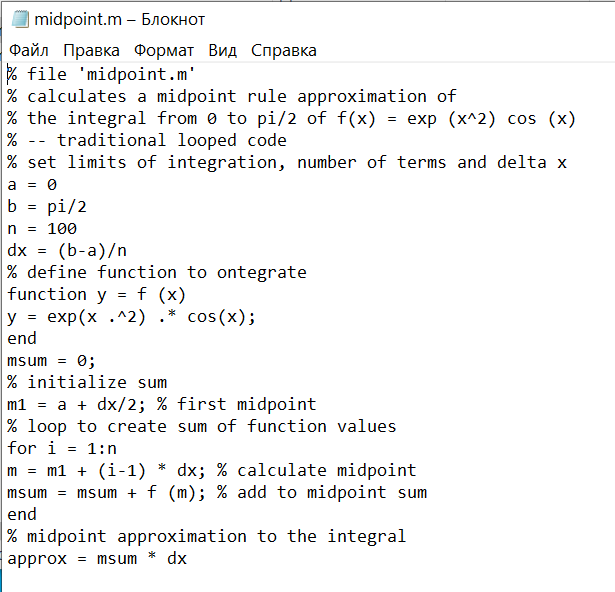 midpoint.m – Блокнот
Файл Правка Формат Вид Справка
% file 'midpoint.m'
% calculates a midpoint rule approximation of
% the integral from 0 to pi/2 of f(x) = exp (x^2) cos (x)
% -- traditional looped code
% set limits of integration, number of terms and delta x
a = 0
b = pi/2
n = 100
dx = (b-a)/n
% define function to ontegrate
function y = f (x)
y = exp(x .^2) .* cos(x);
end
msum = 0;
% initialize sum
m1 = a + dx/2; % first midpoint
% loop to create sum of function values
for i = 1:n
m = m1 + (i-1) * dx; % calculate midpoint
msum = msum + f (m); % add to midpoint sum
end
% midpoint approximation to the integral
approx = msum * dx